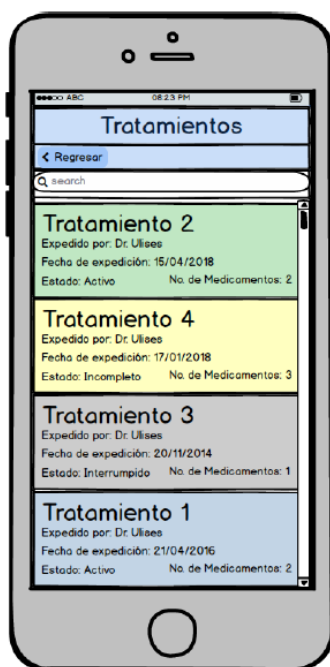 ABC 08:23 PM
Tratamientos
Regresar
search
Tratamiento 2
Expedido por: Dr. Ulises
Fecha de expedición: 15/04/2018
Estado: Activo No. de Medicamentos: 2
Tratamiento 4
Expedido por: Dr. Ulises
Fecha de expedición: 17/01/2018
Estado: Incompleto No. de Medicamentos: 3
Tratamiento 3
Expedido por: Dr. Ulises
Fecha de expedición: 20/11/2014
Estado: Interrumpido No. de Medicamentos: 1
Tratamiento 1
Expedido por: Dr. Ulises
Fecha de expedición: 21/04/2016
Estado: Activo No. de Medicamentos: 2